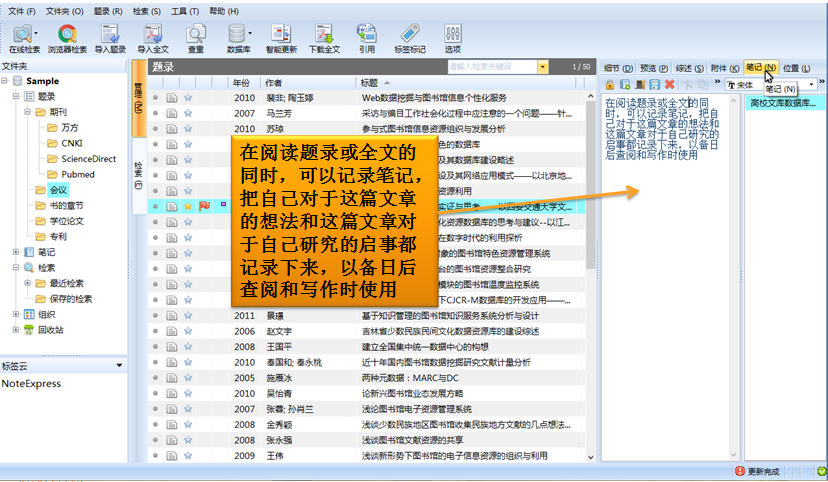 文件 (F) 文件夹 (O) 题录 (R) 检索 (S) 工具 (T) 帮助 (H)
在线检索 浏览器检索 导入题录 导入全文 查重 数据库 智能更新 下载全文 引用 标签标记 选项
文件夹
Sample
题录
期刊
万方
CNKI
ScienceDirect
Pubmed
会议
书的章节
学位论文
专利
笔记
检索
最近检索
保存的检索
组织
回收站
标签云
NoteExpress
管理 (M)
检索 (F)
题录 请输入检索关键词 1 / 50
年份 作者 标题
2010 裴珐; 陶玉婷 Web数据挖掘与图书馆信息个性化服务
2007 马兰芳 采访与编目工作社会化过程中应注意的一个问题——针...
2010 苏琼 参与式图书馆信息资源组织与发展分析
色的数据库
及其数据库建设略述
设及其网络应用模式——以北京地...
资源利用
实证与思考——以西安交通大学文...
化资源数据库的思考与建议--以江...
在数字时代的利用探析
对象的图书馆特色资源管理系统
台的图书馆资源整合研究
模块的图书馆温度监控系统
下CJCR-M数据库的开发应用——...
2011 景璟 基于知识管理的图书馆知识服务系统分析与设计
2006 赵文宇 吉林省少数民族民间文化数据资源库的建设综述
2008 王国平 建立全国集中统一数据中心的构想
2010 秦国和; 秦永桃 近十年国内图书馆数据挖掘研究文献计量分析
2005 施雁冰 两种元数据：MARC与DC
2010 吴怡青 论新兴图书馆业态发展方略
2007 张蓉; 孙肖兰 浅论图书馆电子资源管理系统
2008 金秀颖 浅谈少数民族地区图书馆收集民族地方文献的几点想法...
2008 张永强 浅谈图书馆文献资源的共享
2009 王伟 浅谈新形势下图书馆的电子信息资源的组织与利用
在阅读题录或全文的
同时，可以记录笔记，
把自己对于这篇文章
的想法和这篇文章对
于自己研究的启事都
记录下来，以备日后
查阅和写作时使用
细节 (D) 预览 (P) 综述 (S) 附件 (K) 笔记 (N) 位置 (L)
宋体
笔记 (N)
在阅读题录或全文的同
时，可以记录笔记，把自
己对于这篇文章的想法和
这篇文章对于自己研究的
启事都记录下来，以备日
后查阅和写作时使用
高校文库数据库...
更新完成